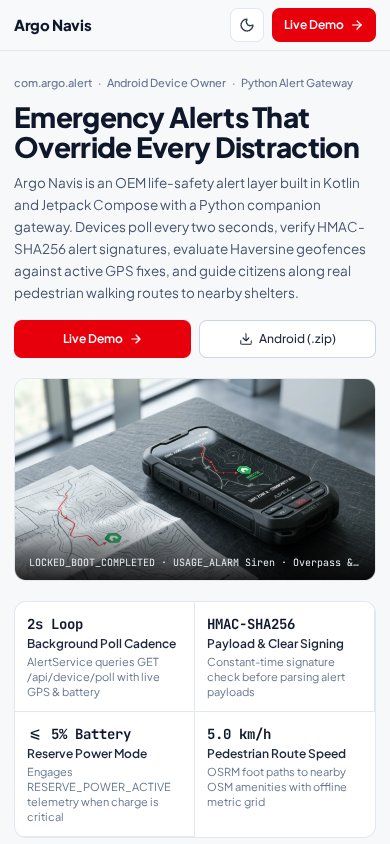 Argo Navis
Live Demo
com.argo.alert · Android Device Owner · Python Alert Gateway
Emergency Alerts That
Override Every Distraction
Argo Navis is an OEM life-safety alert layer built in Kotlin
and Jetpack Compose with a Python companion
gateway. Devices poll every two seconds, verify HMAC-
SHA256 alert signatures, evaluate Haversine geofences
against active GPS fixes, and guide citizens along real
pedestrian walking routes to nearby shelters.
Live Demo
Android (.zip)
APEX
LOCKED_BOOT_COMPLETED · USAGE_ALARM Siren · Overpass &…
2s Loop
Background Poll Cadence
AlertService queries GET
/api/device/poll with live
GPS & battery
HMAC-SHA256
Payload & Clear Signing
Constant-time signature
check before parsing alert
payloads
≤ 5% Battery
Reserve Power Mode
Engages
RESERVE_POWER_ACTIVE
telemetry when charge is
critical
5.0 km/h
Pedestrian Route Speed
OSRM foot paths to nearby
OSM amenities with offline
metric grid